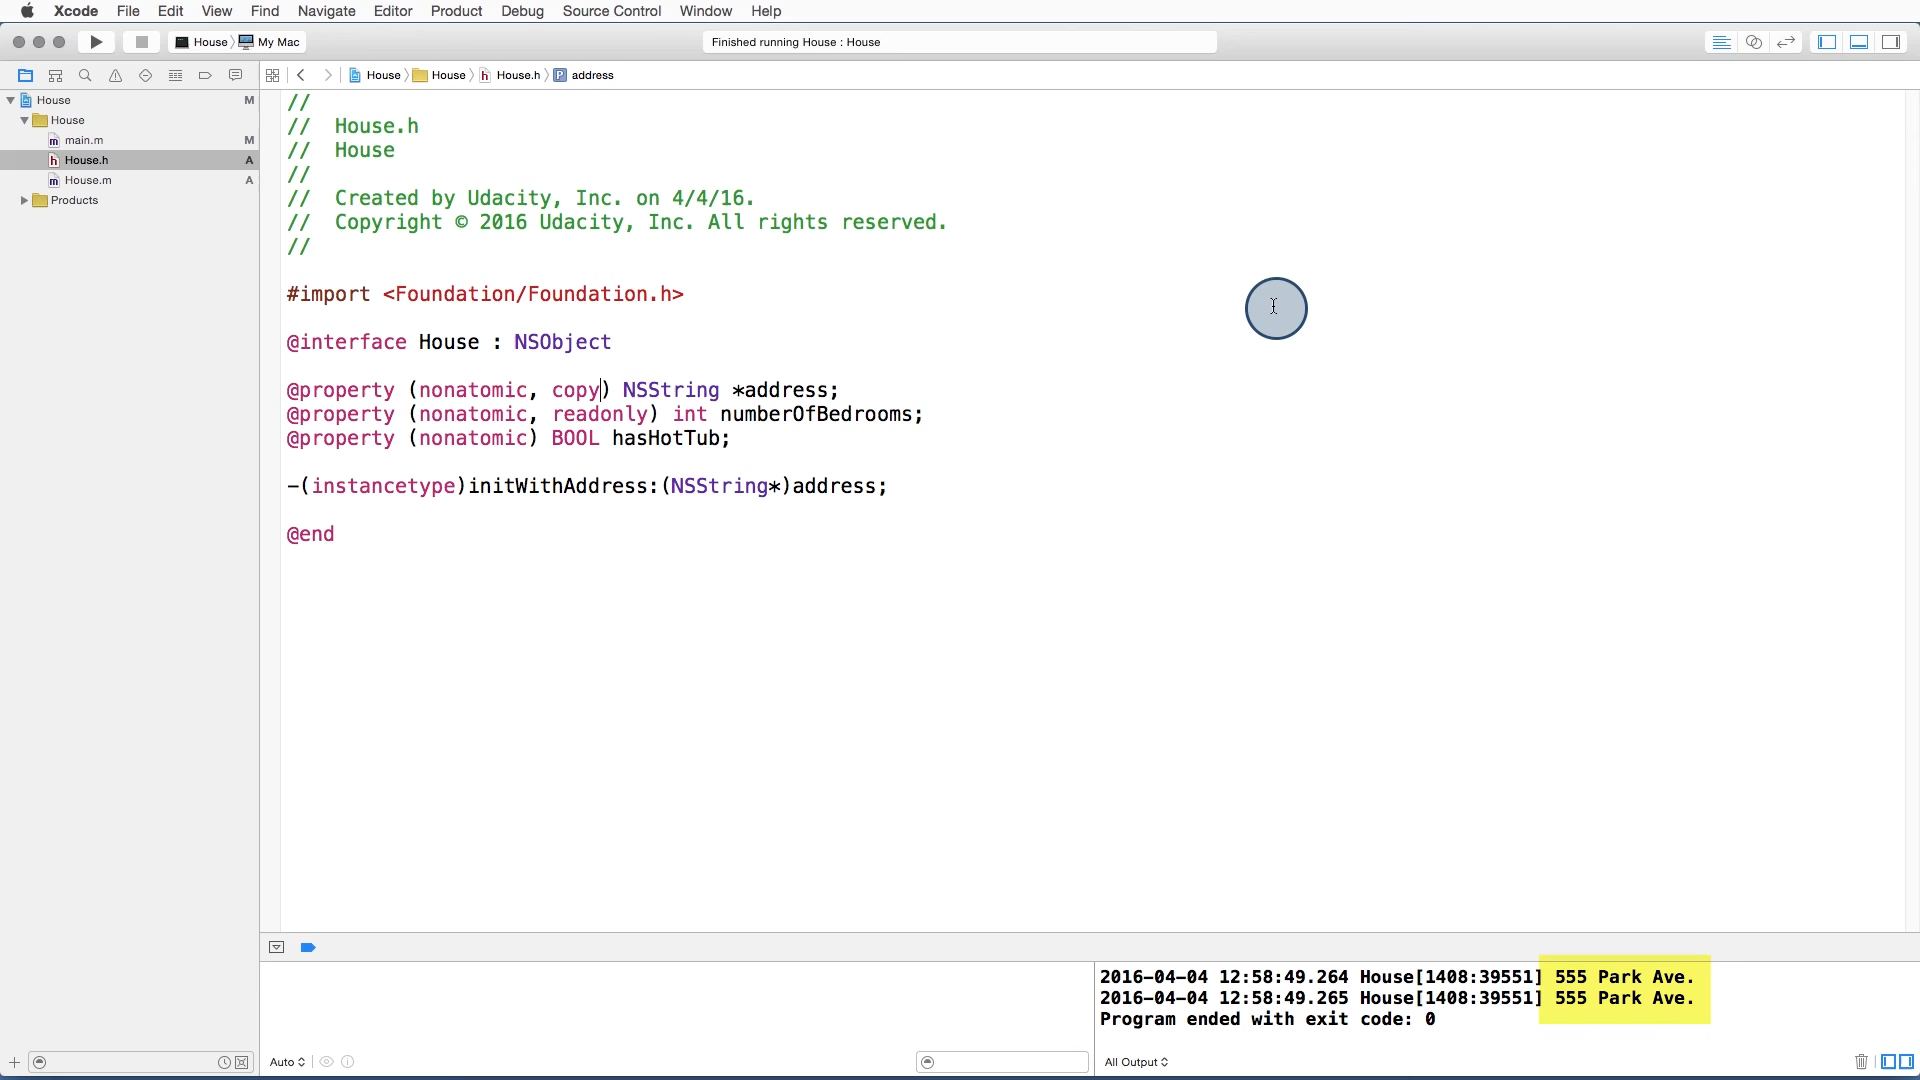 Xcode File Edit View Find Navigate Editor Product Debug Source Control Window Help
House My Mac
Finished running House : House
House House House.h P address
House M
House
m main.m M
h House.h A
m House.m A
Products
//
// House.h
// House
//
// Created by Udacity, Inc. on 4/4/16.
// Copyright © 2016 Udacity, Inc. All rights reserved.
//
#import <Foundation/Foundation.h>
@interface House : NSObject
@property (nonatomic, copy) NSString *address;
@property (nonatomic, readonly) int numberOfBedrooms;
@property (nonatomic) BOOL hasHotTub;
-(instancetype)initWithAddress:(NSString*)address;
@end
2016-04-04 12:58:49.264 House[1408:39551] 555 Park Ave.
2016-04-04 12:58:49.265 House[1408:39551] 555 Park Ave.
Program ended with exit code: 0
Auto
All Output